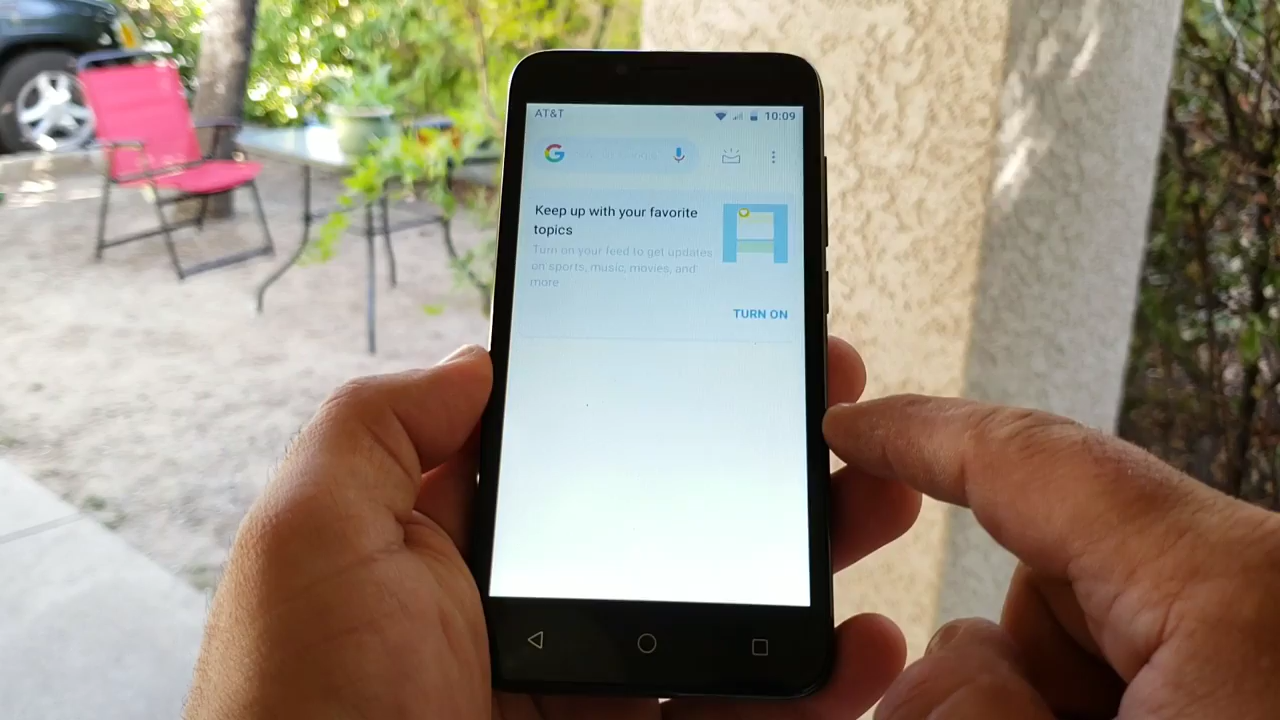 AT&T 10:09
G
Keep up with your favorite
topics
Turn on your feed to get updates
on sports, music, movies, and
more
TURN ON